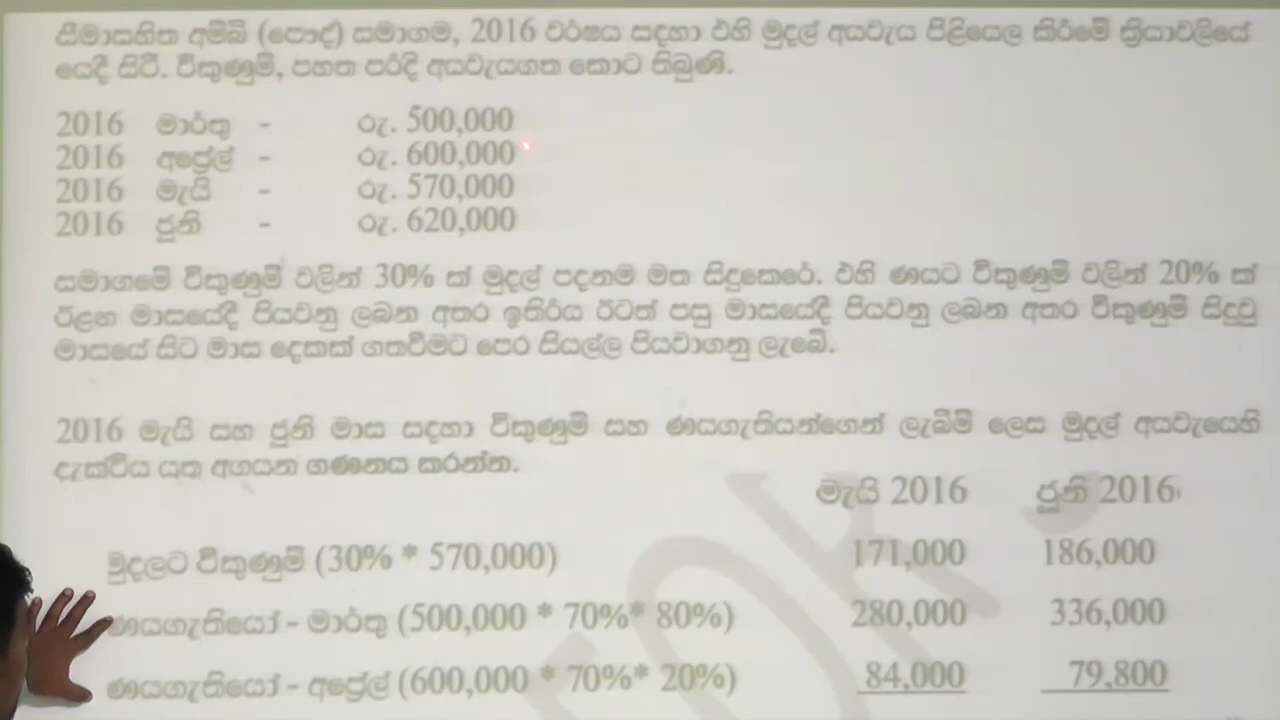 සීමාසහිත අම්බි (පෞද්) සමාගම, 2016 වර්ෂය සඳහා එහි මුදල් අයවැය පිළියෙල කිරීමේ ක්‍රියාවලියේ
යෙදී සිටී. විකුණුම්, පහත පරිදි අයවැයගත කොට තිබුණි.
2016 මාර්තු - රු. 500,000
2016 අප්‍රේල් - රු. 600,000
2016 මැයි - රු. 570,000
2016 ජුනි - රු. 620,000
සමාගමේ විකුණුම් වලින් 30% ක් මුදල් පදනම මත සිදුකෙරේ. එහි ණයට විකුණුම් වලින් 20% ක්
ඊළඟ මාසයේදී පියවනු ලබන අතර ඉතිරිය ඊටත් පසු මාසයේදී පියවනු ලබන අතර විකුණුම් සිදුවූ
මාසයේ සිට මාස දෙකක් ගතවීමට පෙර සියල්ල පියවාගනු ලැබේ.
2016 මැයි සහ ජුනි මාස සඳහා විකුණුම් සහ ණයගැතියන්ගෙන් ලැබීම් ලෙස මුදල් අයවැයෙහි
දැක්විය යුතු අගයන් ගණනය කරන්න.
මැයි 2016 ජුනි 2016
මුදලට විකුණුම් (30% * 570,000) 171,000 186,000
ණයගැතියෝ - මාර්තු (500,000 * 70%* 80%) 280,000 336,000
ණයගැතියෝ - අප්‍රේල් (600,000 * 70%* 20%) 84,000 79,800